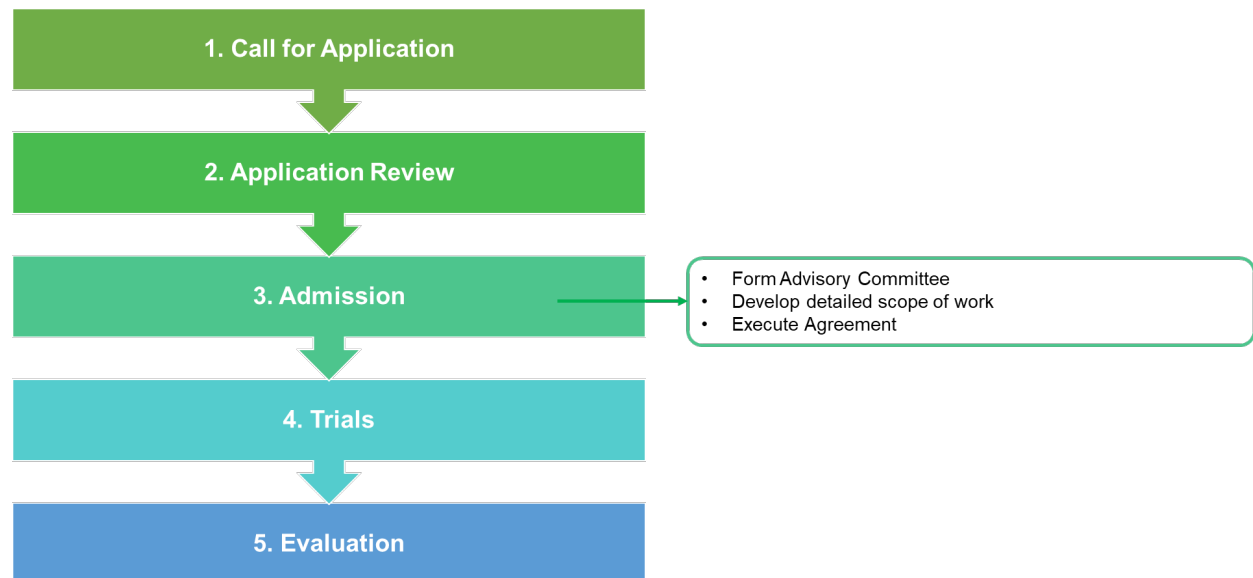 1. Call for Application
2. Application Review
3. Admission
• Form Advisory Committee
• Develop detailed scope of work
• Execute Agreement
4. Trials
5. Evaluation